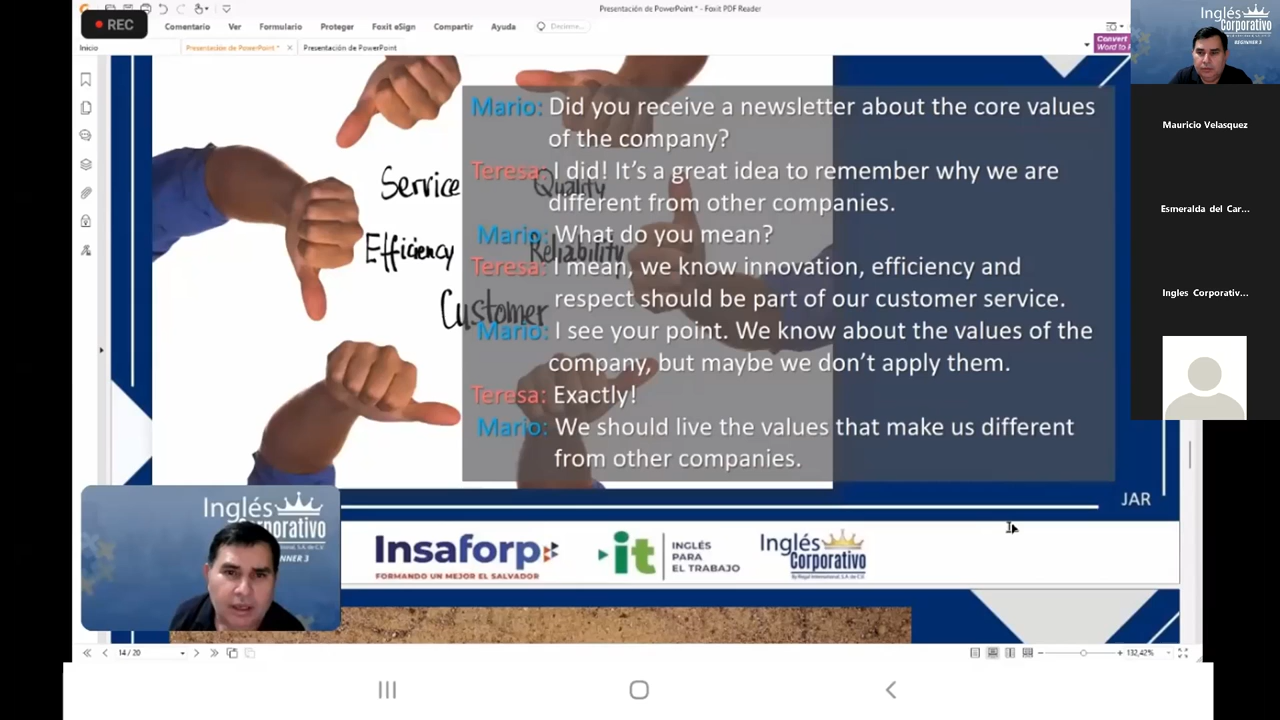 Presentación de PowerPoint * - Foxit PDF Reader
REC
Comentario Ver Formulario Proteger Foxit eSign Compartir Ayuda
Inicio Presentación de PowerPoint * Presentación de PowerPoint
Convert
Inglés
Corporativo
BEGINNER 3
Mauricio Velasquez
Esmeralda del Car...
Ingles Corporativ...
Service
Quality
Efficiency
Reliability
Customer
Mario: Did you receive a newsletter about the core values
of the company?
Teresa: I did! It’s a great idea to remember why we are
different from other companies.
Mario: What do you mean?
Teresa: I mean, we know innovation, efficiency and
respect should be part of our customer service.
Mario: I see your point. We know about the values of the
company, but maybe we don’t apply them.
Teresa: Exactly!
Mario: We should live the values that make us different
from other companies.
JAR
Inglés
Corporativo
Insaforp
FORMANDO UN MEJOR EL SALVADOR
it
INGLÉS
PARA
EL TRABAJO
Inglés
Corporativo
14 / 20
132,42%